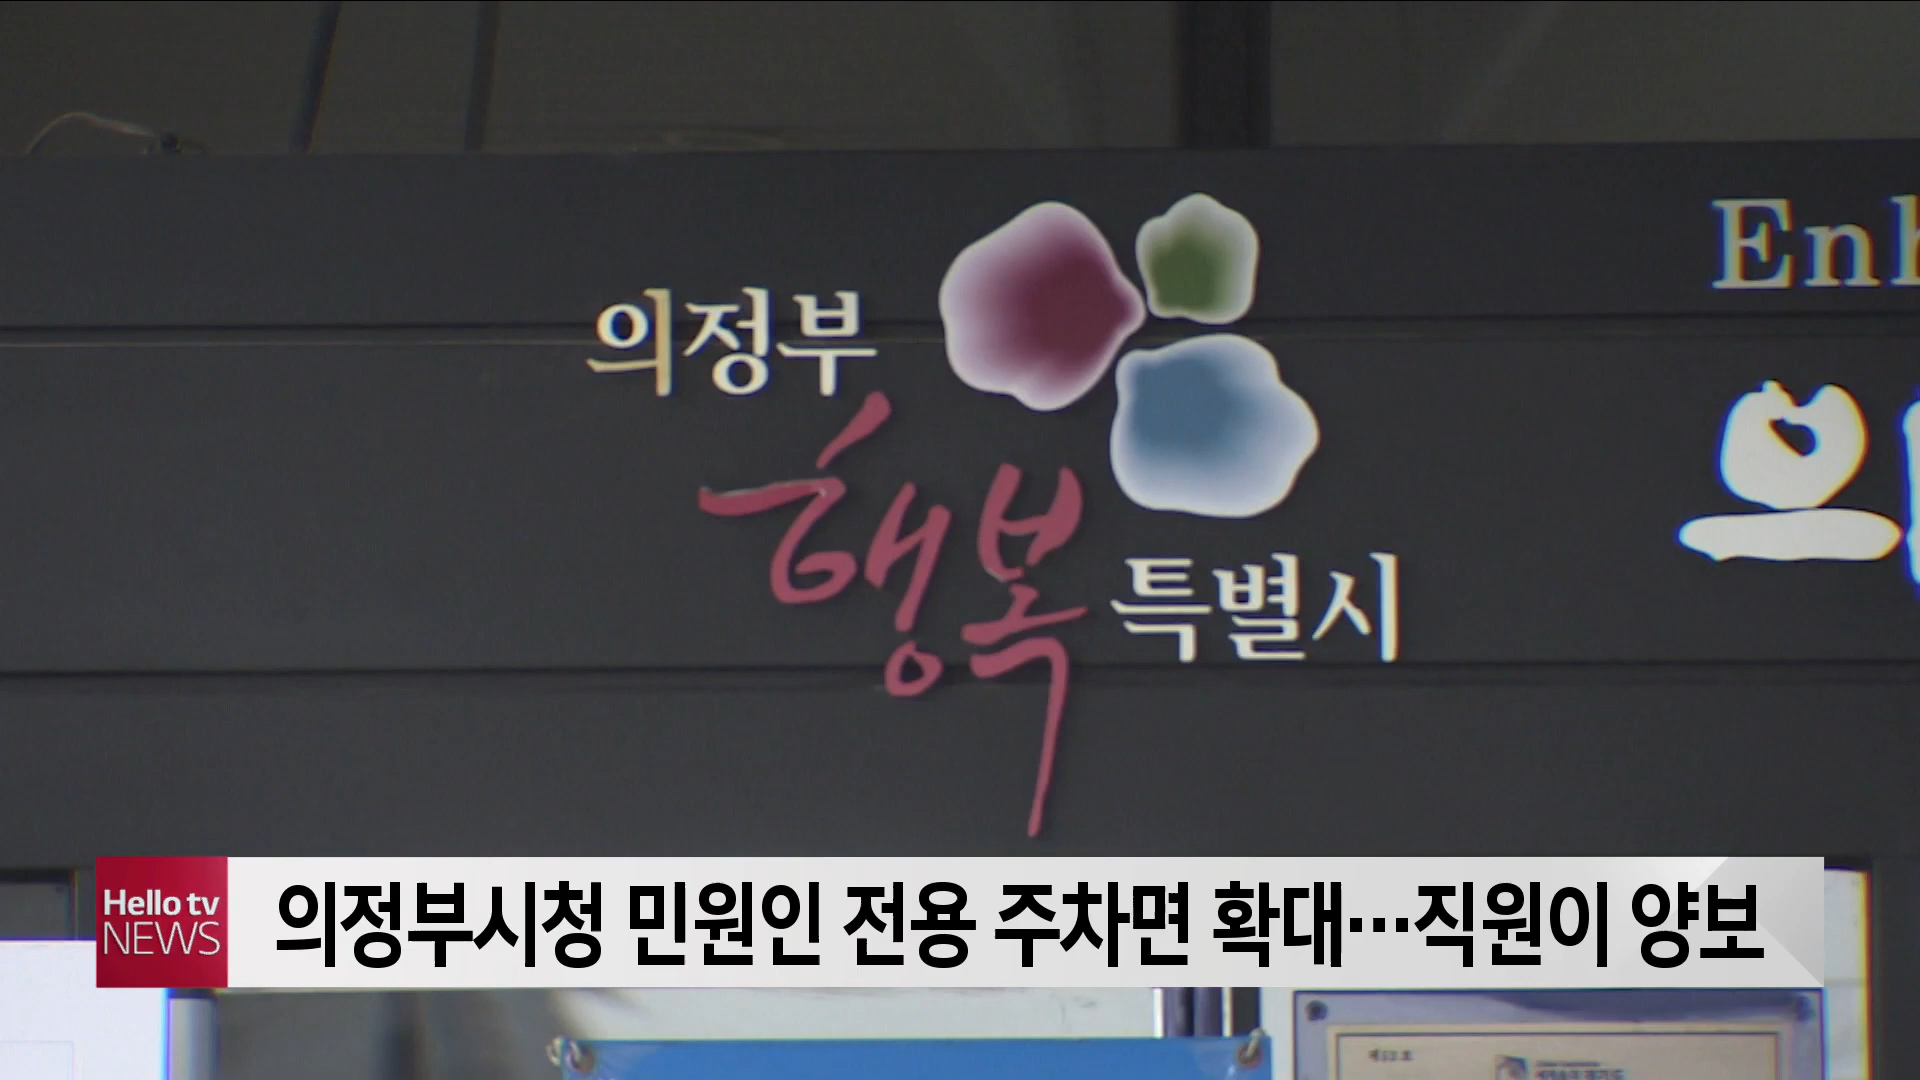 Enh
의정부
행복
특별시
Hello tv
NEWS
의정부시청 민원인 전용 주차면 확대…직원이 양보